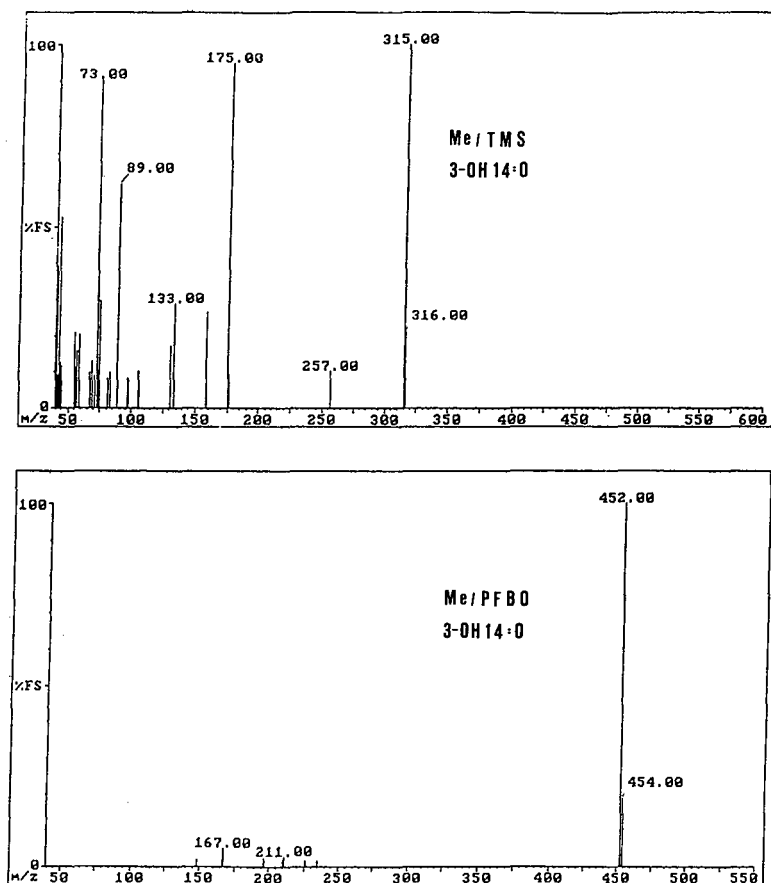 315.00
100
175.00
73.00
Me/TMS
3-OH 14:0
89.00
%FS
133.00
316.00
257.00
0
M/Z 50 100 150 200 250 300 350 400 450 500 550 600
452.00
100
Me/PFBO
3-OH 14:0
%FS
454.00
167.00
211.00
0
M/Z 50 100 150 200 250 300 350 400 450 500 550